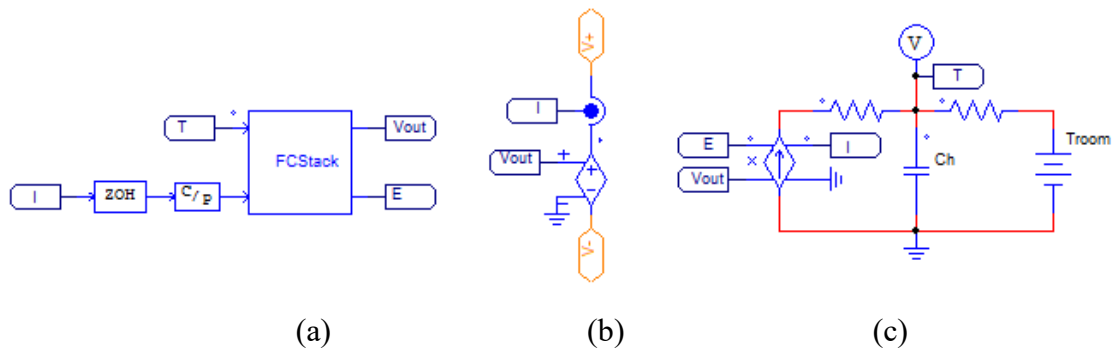 T
FCStack
Vout
I
ZOH
C/P
E
(a)
V+
I
Vout
V-
(b)
V
T
E
I
Vout
Ch
Troom
(c)